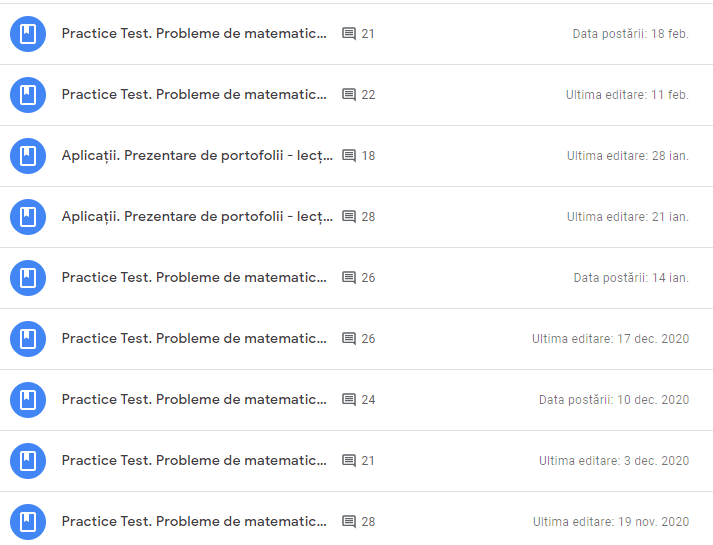 Practice Test. Probleme de matematic... 21 Data postării: 18 feb.
Practice Test. Probleme de matematic... 22 Ultima editare: 11 feb.
Aplicații. Prezentare de portofolii - lecț... 18 Ultima editare: 28 ian.
Aplicații. Prezentare de portofolii - lecț... 28 Ultima editare: 21 ian.
Practice Test. Probleme de matematic... 26 Data postării: 14 ian.
Practice Test. Probleme de matematic... 26 Ultima editare: 17 dec. 2020
Practice Test. Probleme de matematic... 24 Data postării: 10 dec. 2020
Practice Test. Probleme de matematic... 21 Ultima editare: 3 dec. 2020
Practice Test. Probleme de matematic... 28 Ultima editare: 19 nov. 2020